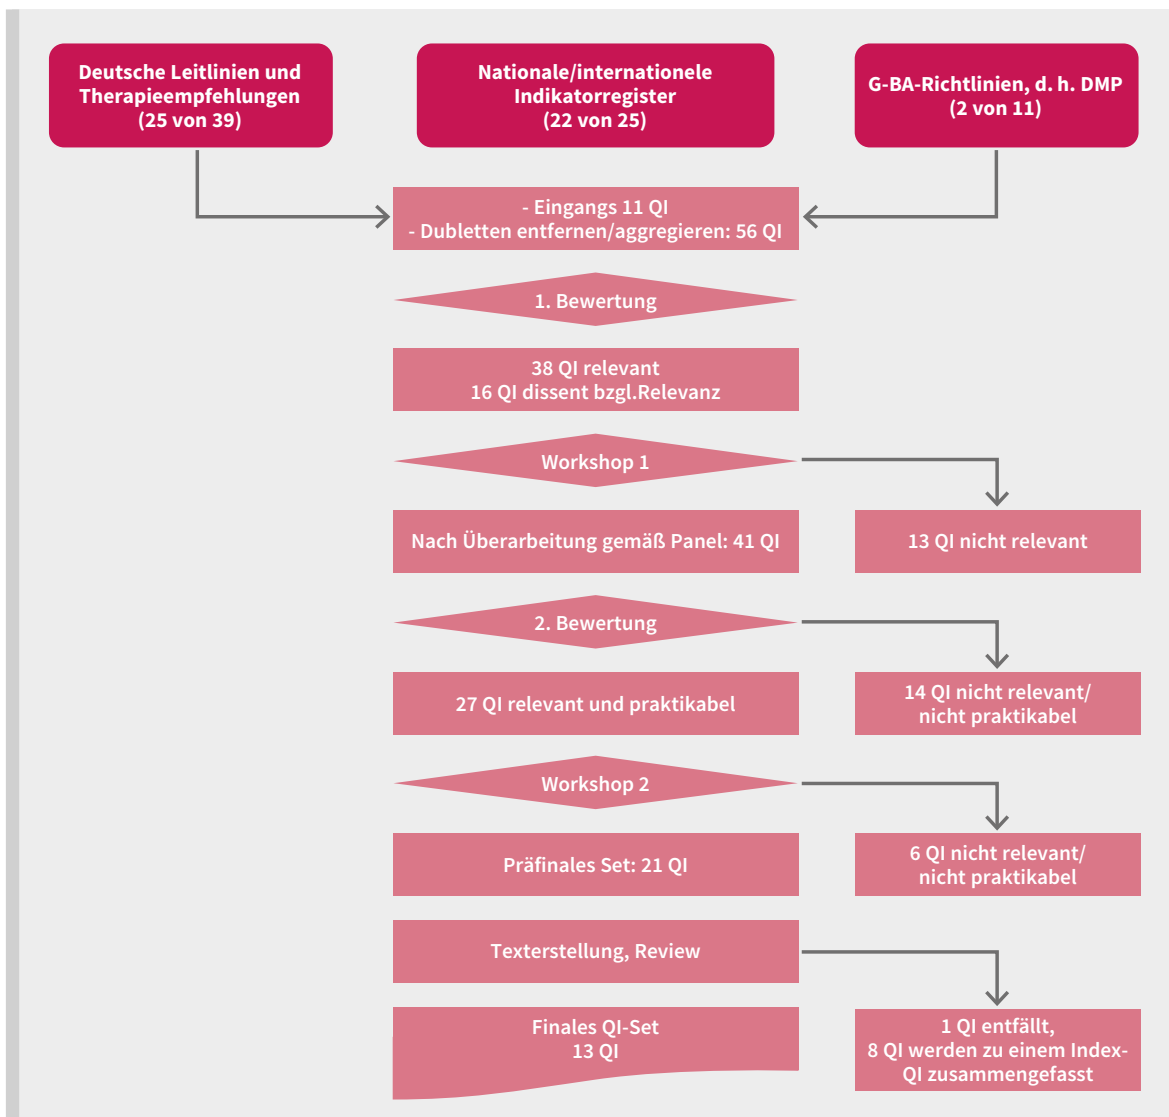 Deutsche Leitlinien und
Therapieempfehlungen
(25 von 39)
Nationale/internationele
Indikatorregister
(22 von 25)
G-BA-Richtlinien, d. h. DMP
(2 von 11)
- Eingangs 11 QI
- Dubletten entfernen/aggregieren: 56 QI
1. Bewertung
38 QI relevant
16 QI dissent bzgl.Relevanz
Workshop 1
Nach Überarbeitung gemäß Panel: 41 QI
13 QI nicht relevant
2. Bewertung
27 QI relevant und praktikabel
14 QI nicht relevant/
nicht praktikabel
Workshop 2
Präfinales Set: 21 QI
6 QI nicht relevant/
nicht praktikabel
Texterstellung, Review
Finales QI-Set
13 QI
1 QI entfällt,
8 QI werden zu einem Index-
QI zusammengefasst